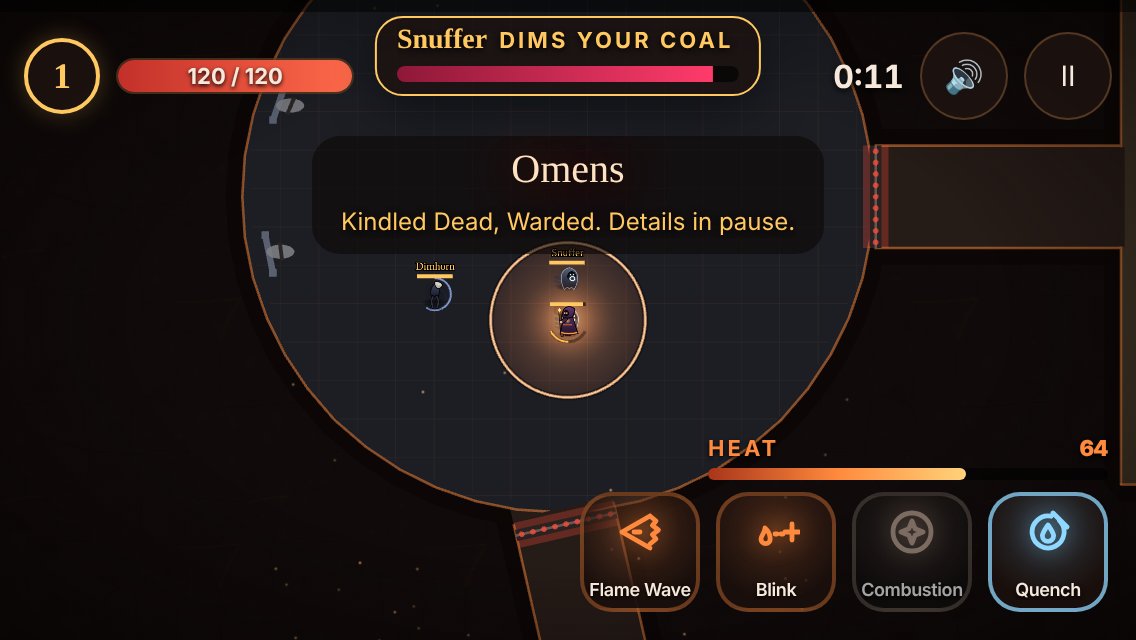 1
120 / 120
Snuffer DIMS YOUR COAL
0:11
Omens
Kindled Dead, Warded. Details in pause.
Snuffer
Dimhorn
HEAT 64
Flame Wave
Blink
Combustion
Quench